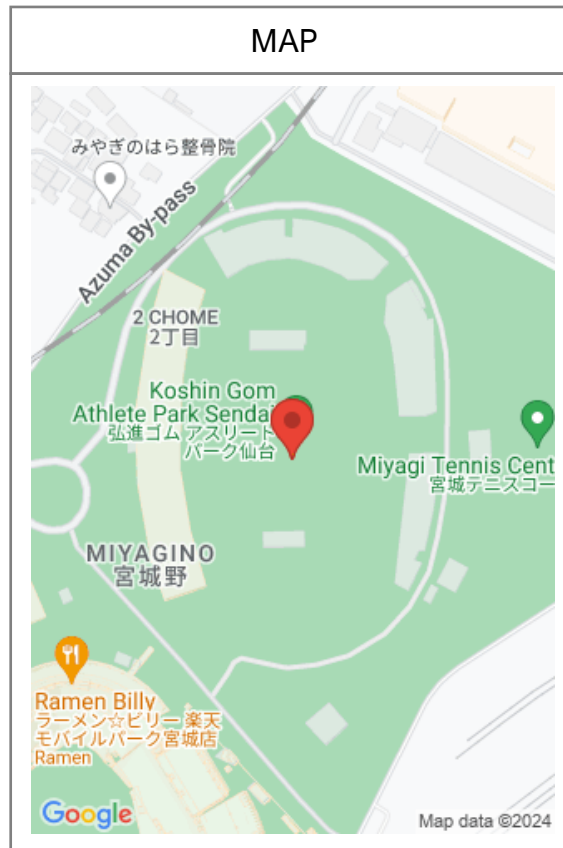 MAP
みやぎのはら整骨院
Azuma By-pass
2 CHOME
2丁目
Koshin Gom
Athlete Park Sendai
弘進ゴム アスリート
パーク仙台
Miyagi Tennis Cent
宮城テニスコー
MIYAGINO
宮城野
Ramen Billy
ラーメン☆ビリー 楽天
モバイルパーク宮城店
Ramen
Google
Map data ©2024